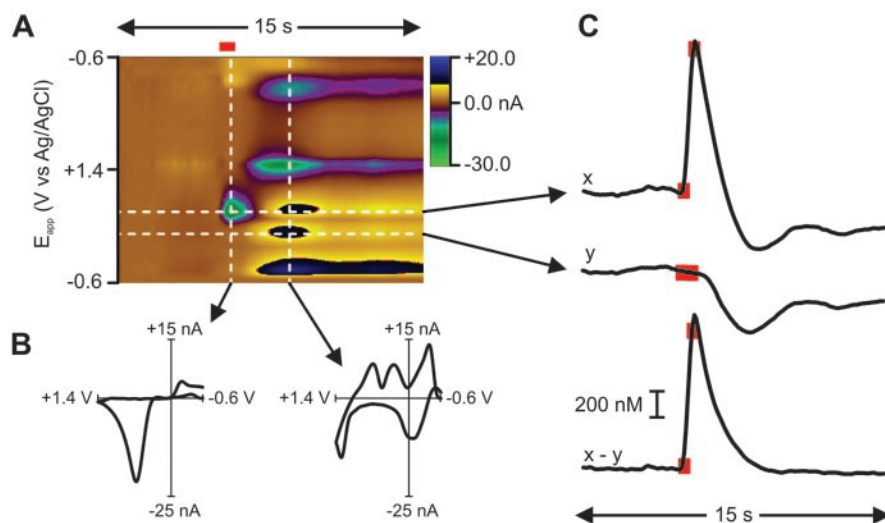 A
15 s
-0.6
+1.4
-0.6
E_app (V vs Ag/AgCl)
+20.0
0.0 nA
-30.0
B
+15 nA
+1.4 V
-0.6 V
-25 nA
+15 nA
+1.4 V
-0.6 V
-25 nA
C
x
y
200 nM
x - y
15 s